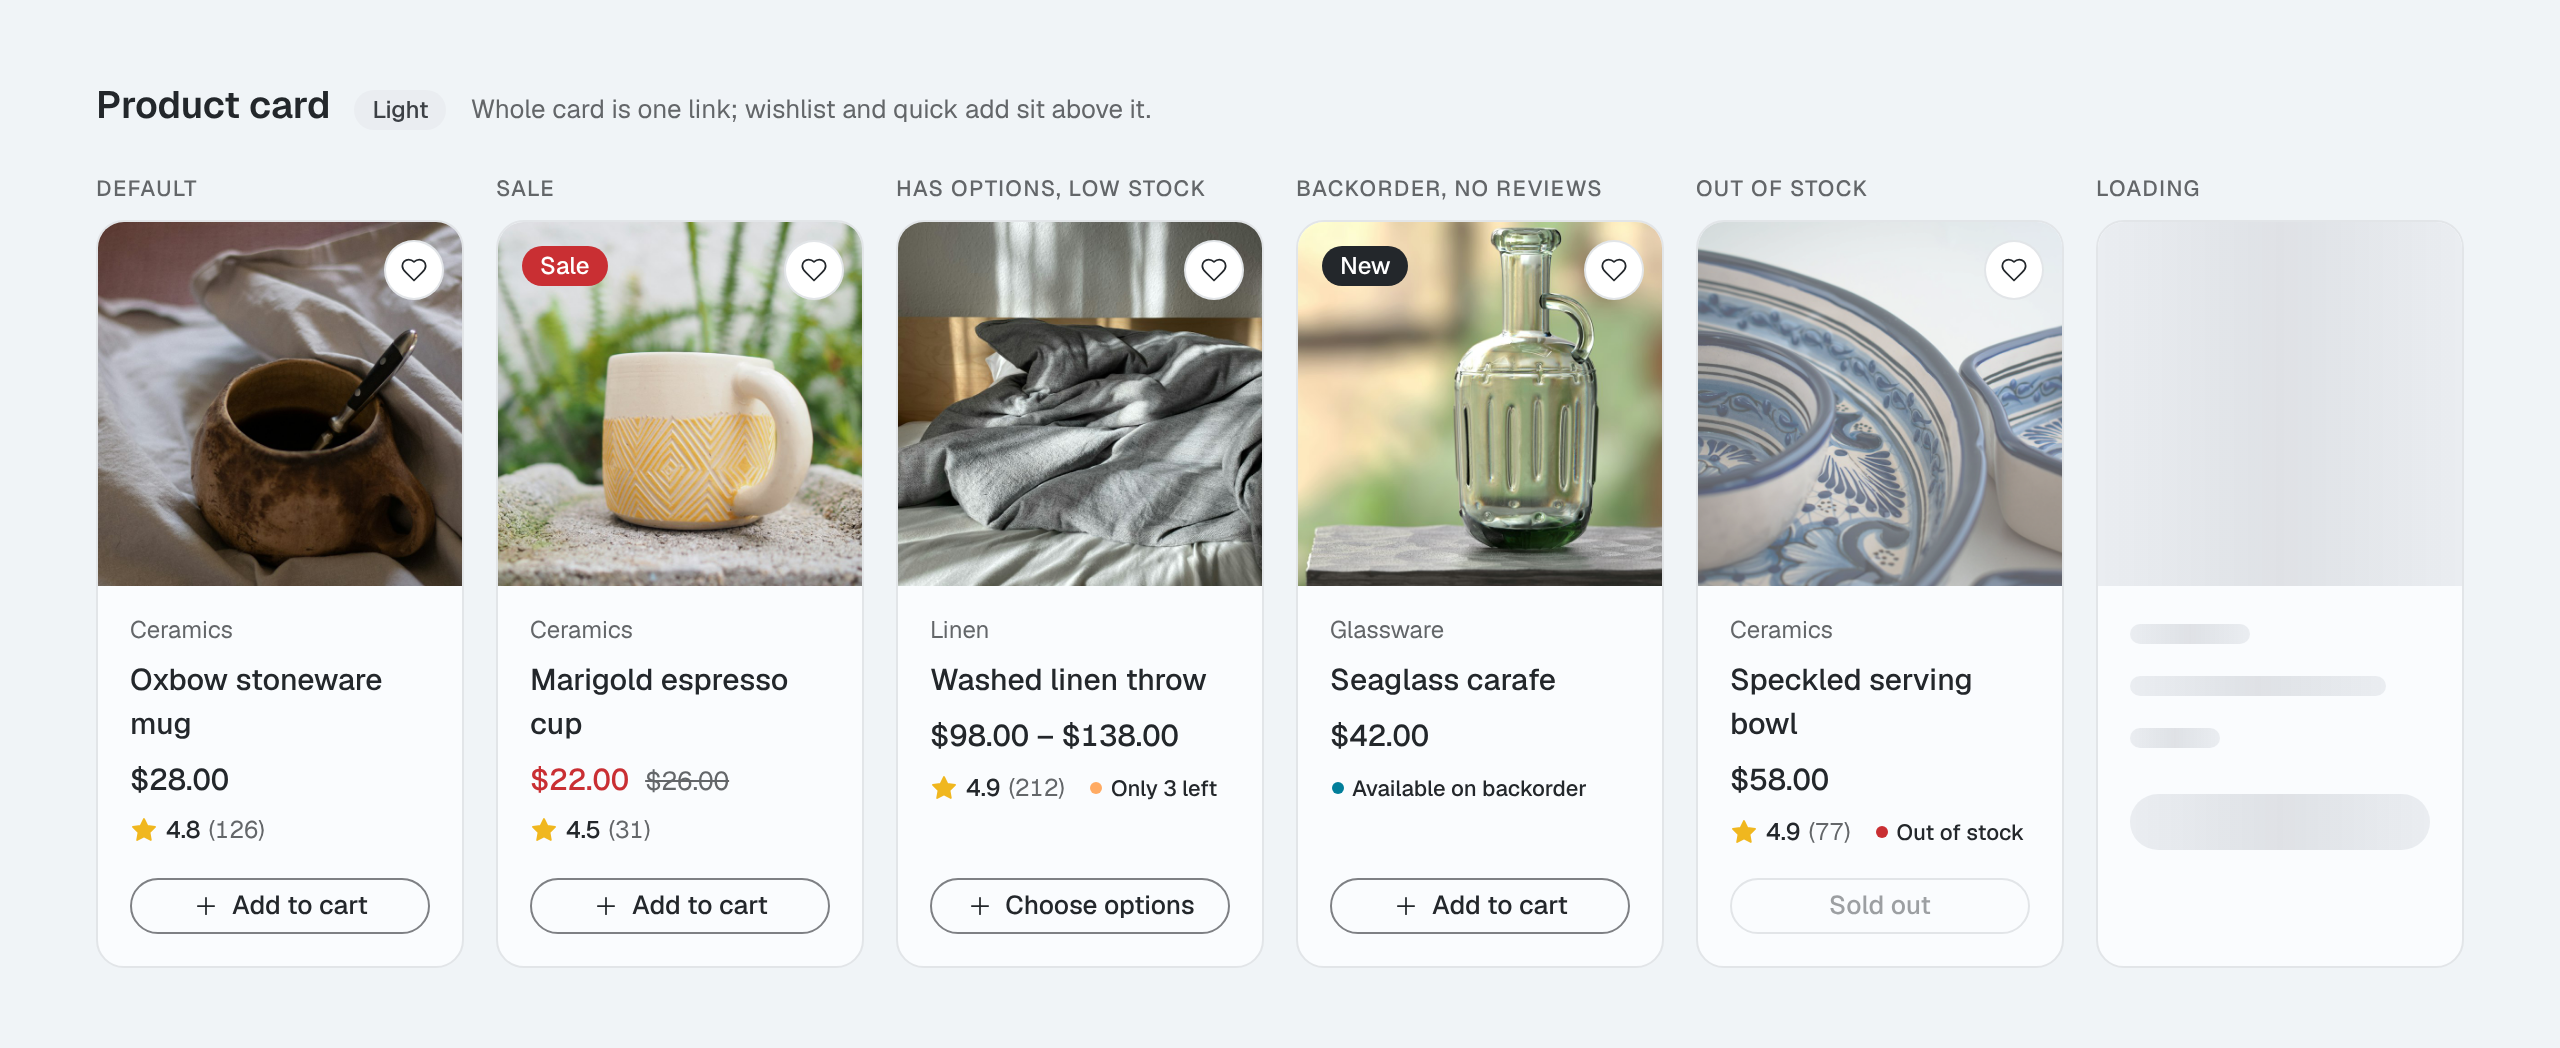 Product card
Light
Whole card is one link; wishlist and quick add sit above it.
DEFAULT
Ceramics
Oxbow stoneware
mug
$28.00
4.8 (126)
Add to cart
SALE
Sale
Ceramics
Marigold espresso
cup
$22.00 $26.00
4.5 (31)
Add to cart
HAS OPTIONS, LOW STOCK
Linen
Washed linen throw
$98.00 – $138.00
4.9 (212) Only 3 left
Choose options
BACKORDER, NO REVIEWS
New
Glassware
Seaglass carafe
$42.00
Available on backorder
Add to cart
OUT OF STOCK
Ceramics
Speckled serving
bowl
$58.00
4.9 (77) Out of stock
Sold out
LOADING